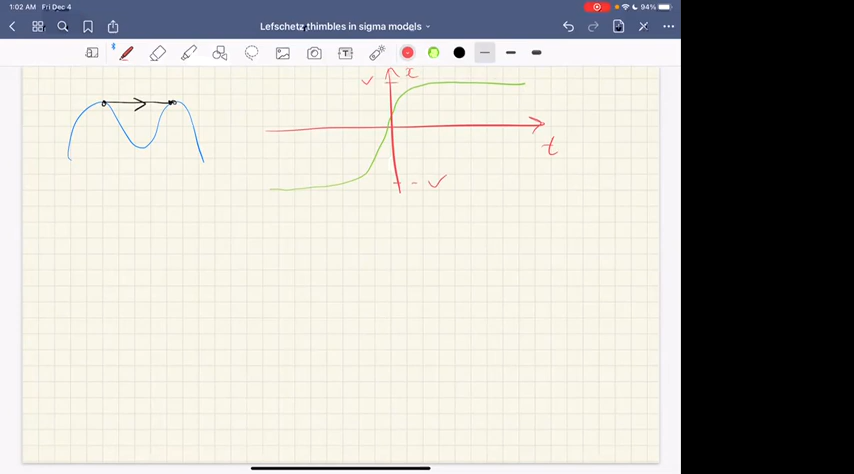 1:02 AM Fri Dec 4
94%
Lefschetz thimbles in sigma models
T
v x
t
- v